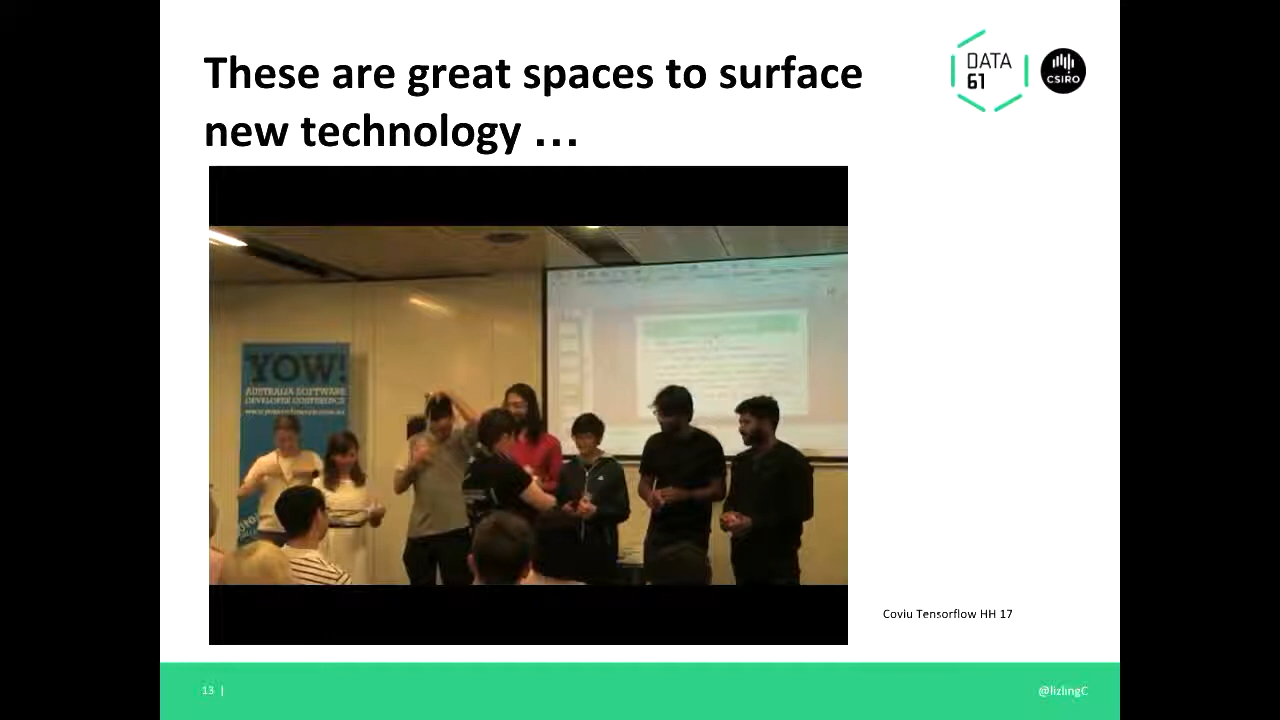 These are great spaces to surface
new technology ...
DATA
61
CSIRO
YOW!
AUSTRALIA SOFTWARE
DEVELOPER CONFERENCE
Coviu Tensorflow HH 17
13 |
@lizlingC